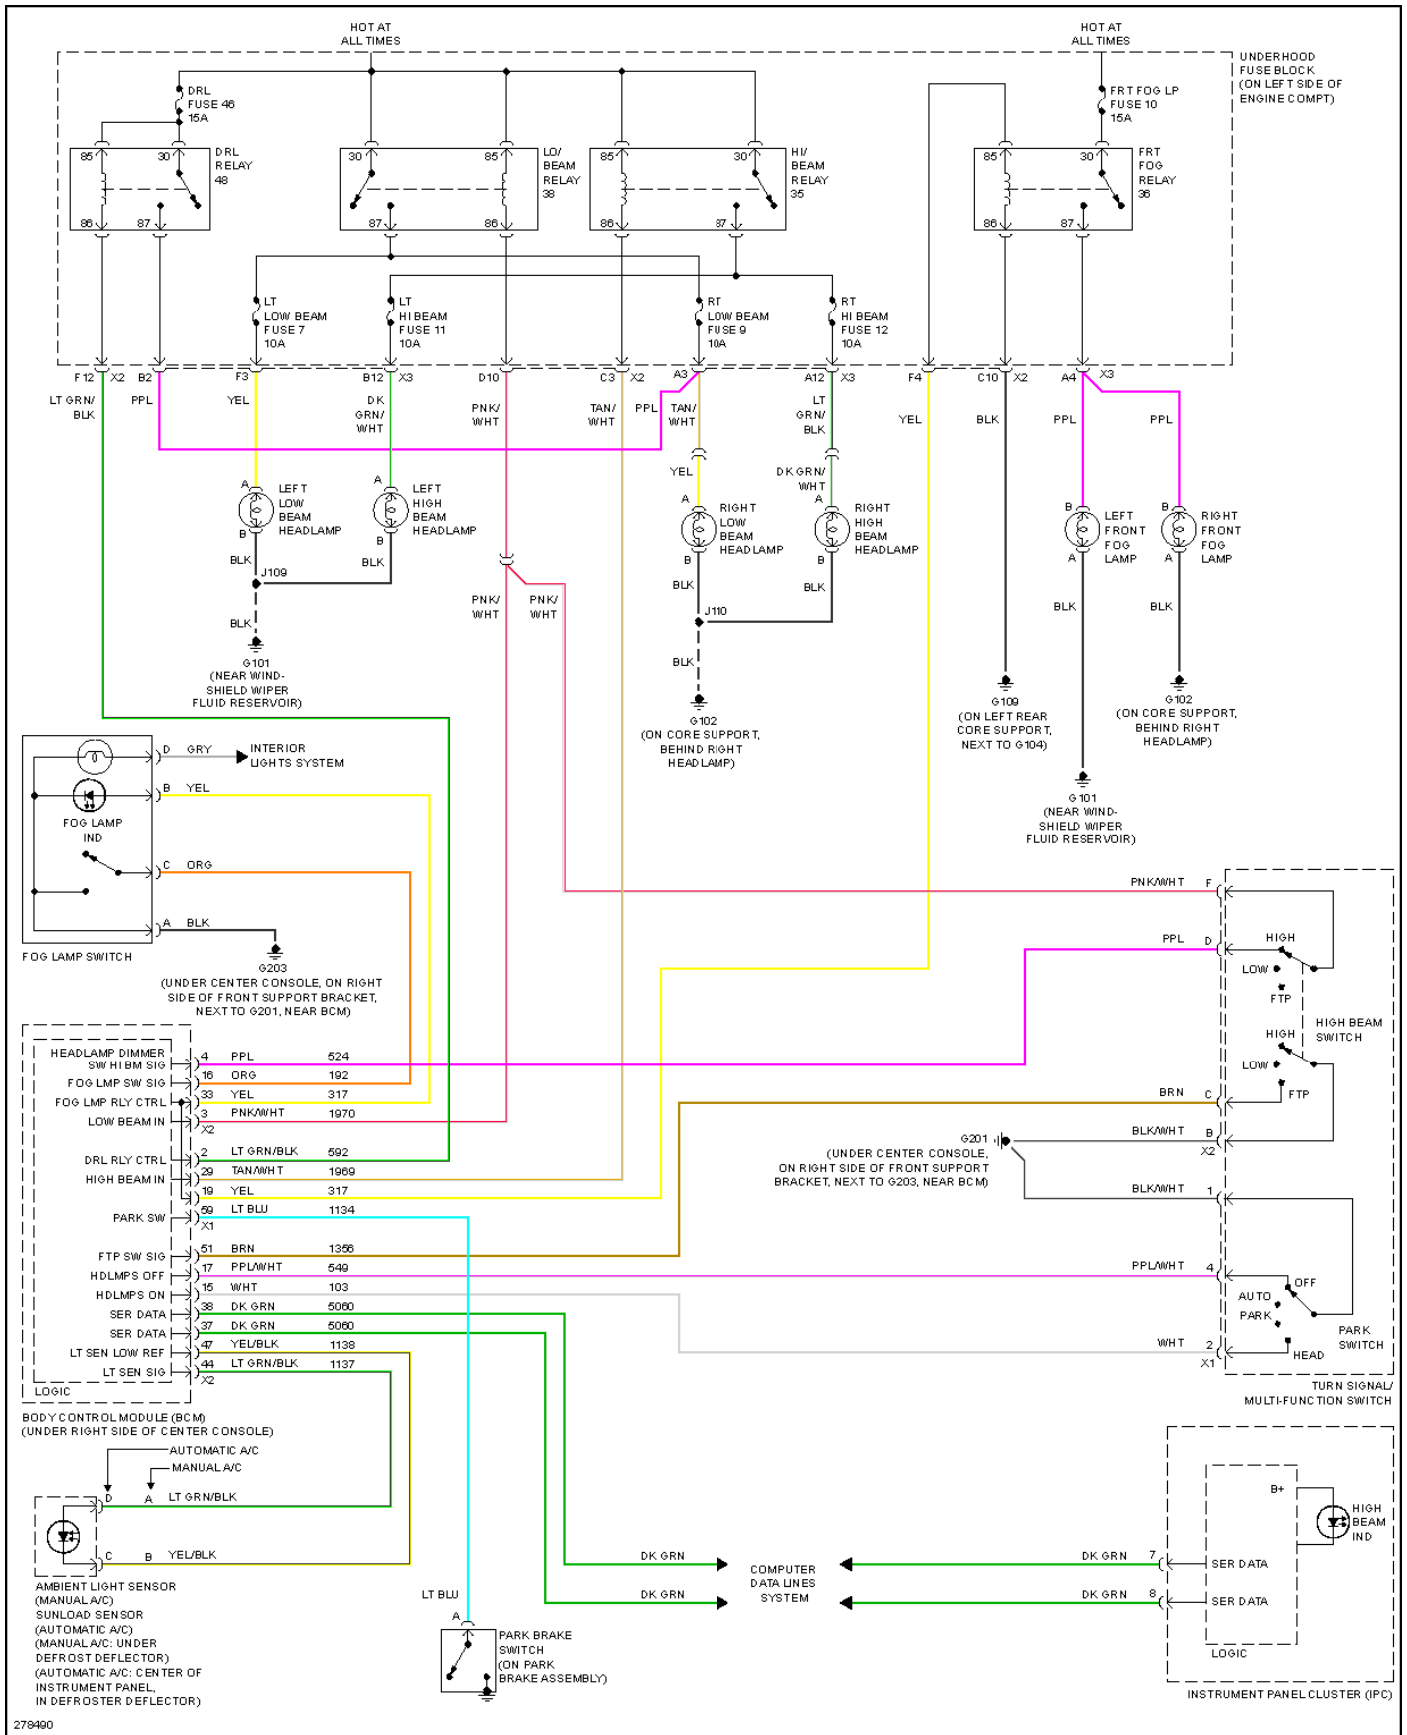 HOT AT
ALL TIMES
HOT AT
ALL TIMES
UNDERHOOD
FUSE BLOCK
(ON LEFT SIDE OF
ENGINE COMPT)
DRL
FUSE 46
15A
FRT FOG LP
FUSE 10
15A
85 30
DRL
RELAY
48
86 87
30 85
LO/
BEAM
RELAY
38
87 86
85 30
HI/
BEAM
RELAY
35
86 87
85 30
FRT
FOG
RELAY
36
86 87
LT
LOW BEAM
FUSE 7
10A
LT
HI BEAM
FUSE 11
10A
RT
LOW BEAM
FUSE 9
10A
RT
HI BEAM
FUSE 12
10A
F12 X2 B2 F3 B12 X3 D10 C3 X2 A3 A12 X3 F4 C10 X2 A4 X3
LT GRN/
BLK
PPL
YEL
DK
GRN/
WHT
PNK/
WHT
TAN/
WHT
PPL
TAN/
WHT
LT
GRN/
BLK
YEL
BLK
PPL
PPL
YEL
DK GRN/
WHT
A
LEFT
LOW
BEAM
HEADLAMP
B
A
LEFT
HIGH
BEAM
HEADLAMP
B
A
RIGHT
LOW
BEAM
HEADLAMP
B
A
RIGHT
HIGH
BEAM
HEADLAMP
B
B
LEFT
FRONT
FOG
LAMP
A
B
RIGHT
FRONT
FOG
LAMP
A
BLK
BLK
J109
BLK
G101
(NEAR WIND-
SHIELD WIPER
FLUID RESERVOIR)
PNK/
WHT
PNK/
WHT
BLK
BLK
J110
BLK
G102
(ON CORE SUPPORT,
BEHIND RIGHT
HEADLAMP)
G109
(ON LEFT REAR
CORE SUPPORT,
NEXT TO G104)
BLK
BLK
G102
(ON CORE SUPPORT,
BEHIND RIGHT
HEADLAMP)
G101
(NEAR WIND-
SHIELD WIPER
FLUID RESERVOIR)
D GRY
INTERIOR
LIGHTS SYSTEM
B YEL
FOG LAMP
IND
C ORG
A BLK
FOG LAMP SWITCH
G203
(UNDER CENTER CONSOLE, ON RIGHT
SIDE OF FRONT SUPPORT BRACKET,
NEXT TO G201, NEAR BCM)
HEADLAMP DIMMER
SW HI BM SIG 4 PPL 524
FOG LMP SW SIG 16 ORG 192
FOG LMP RLY CTRL 33 YEL 317
LOW BEAM IN 3 PNK/WHT 1970
X2
DRL RLY CTRL 2 LT GRN/BLK 592
HIGH BEAM IN 29 TAN/WHT 1969
19 YEL 317
PARK SW 59 LT BLU 1134
X1
FTP SW SIG 51 BRN 1356
HDLMPS OFF 17 PPL/WHT 549
HDLMPS ON 15 WHT 103
SER DATA 38 DK GRN 5060
SER DATA 37 DK GRN 5060
LT SEN LOW REF 47 YEL/BLK 1138
LT SEN SIG 44 LT GRN/BLK 1137
X2
LOGIC
BODY CONTROL MODULE (BCM)
(UNDER RIGHT SIDE OF CENTER CONSOLE)
PNK/WHT F
PPL D
HIGH
LOW
FTP
HIGH BEAM
SWITCH
HIGH
LOW
FTP
BRN C
BLK/WHT B
X2
G201
(UNDER CENTER CONSOLE,
ON RIGHT SIDE OF FRONT SUPPORT
BRACKET, NEXT TO G203, NEAR BCM)
BLK/WHT 1
PPL/WHT 4
OFF
AUTO
PARK
HEAD
PARK
SWITCH
WHT 2
X1
TURN SIGNAL/
MULTI-FUNCTION SWITCH
AUTOMATIC A/C
MANUAL A/C
D A LT GRN/BLK
C B YEL/BLK
AMBIENT LIGHT SENSOR
(MANUAL A/C)
SUNLOAD SENSOR
(AUTOMATIC A/C)
(MANUAL A/C: UNDER
DEFROST DEFLECTOR)
(AUTOMATIC A/C: CENTER OF
INSTRUMENT PANEL,
IN DEFROSTER DEFLECTOR)
LT BLU
A
PARK BRAKE
SWITCH
(ON PARK
BRAKE ASSEMBLY)
DK GRN
DK GRN
COMPUTER
DATA LINES
SYSTEM
DK GRN 7
DK GRN 8
SER DATA
SER DATA
B+
HIGH
BEAM
IND
LOGIC
INSTRUMENT PANEL CLUSTER (IPC)
278490